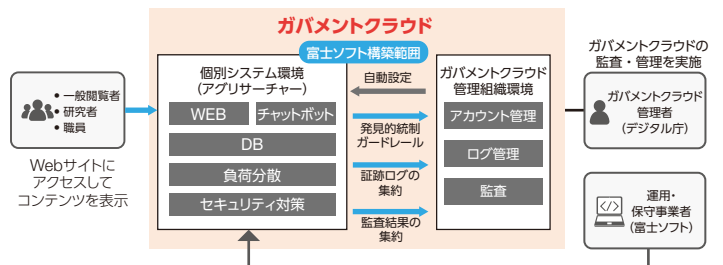 ガバメントクラウド
富士ソフト構築範囲
• 一般閲覧者
• 研究者
• 職員
Webサイトに
アクセスして
コンテンツを表示
個別システム環境
（アプリサーチャー）
WEB
チャットボット
DB
負荷分散
セキュリティ対策
自動設定
発見的統制
ガードレール
証跡ログの
集約
監査結果の
集約
ガバメントクラウド
管理組織環境
アカウント管理
ログ管理
監査
ガバメントクラウドの
監査・管理を実施
ガバメントクラウド
管理者
（デジタル庁）
運用・
保守事業者
（富士ソフト）